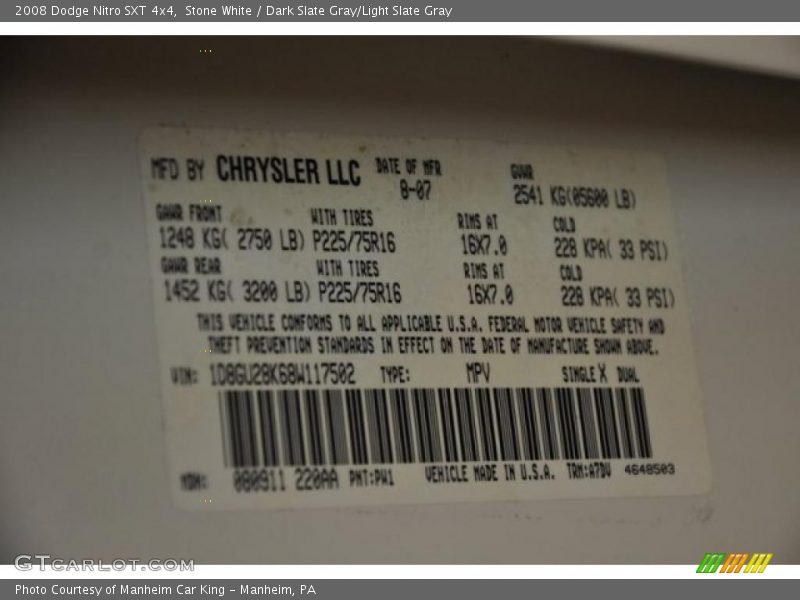 2008 Dodge Nitro SXT 4x4,  Stone White / Dark Slate Gray/Light Slate Gray
MFD BY CHRYSLER LLC DATE OF MFR GVWR
8-07 2541 KG(05600 LB)
GAWR FRONT WITH TIRES RIMS AT COLD
1248 KG( 2750 LB) P225/75R16 16X7.0 228 KPA( 33 PSI)
GAWR REAR WITH TIRES RIMS AT COLD
1452 KG( 3200 LB) P225/75R16 16X7.0 228 KPA( 33 PSI)
THIS VEHICLE CONFORMS TO ALL APPLICABLE U.S.A. FEDERAL MOTOR VEHICLE SAFETY AND
THEFT PREVENTION STANDARDS IN EFFECT ON THE DATE OF MANUFACTURE SHOWN ABOVE.
VIN: 1D8GU28K68W117502 TYPE: MPV SINGLE X DUAL
MDH: 080911 220AA PNT:PW1 VEHICLE MADE IN U.S.A. TRM:A7DV 4648503
GTCARLOT.COM
Photo Courtesy of Manheim Car King - Manheim, PA